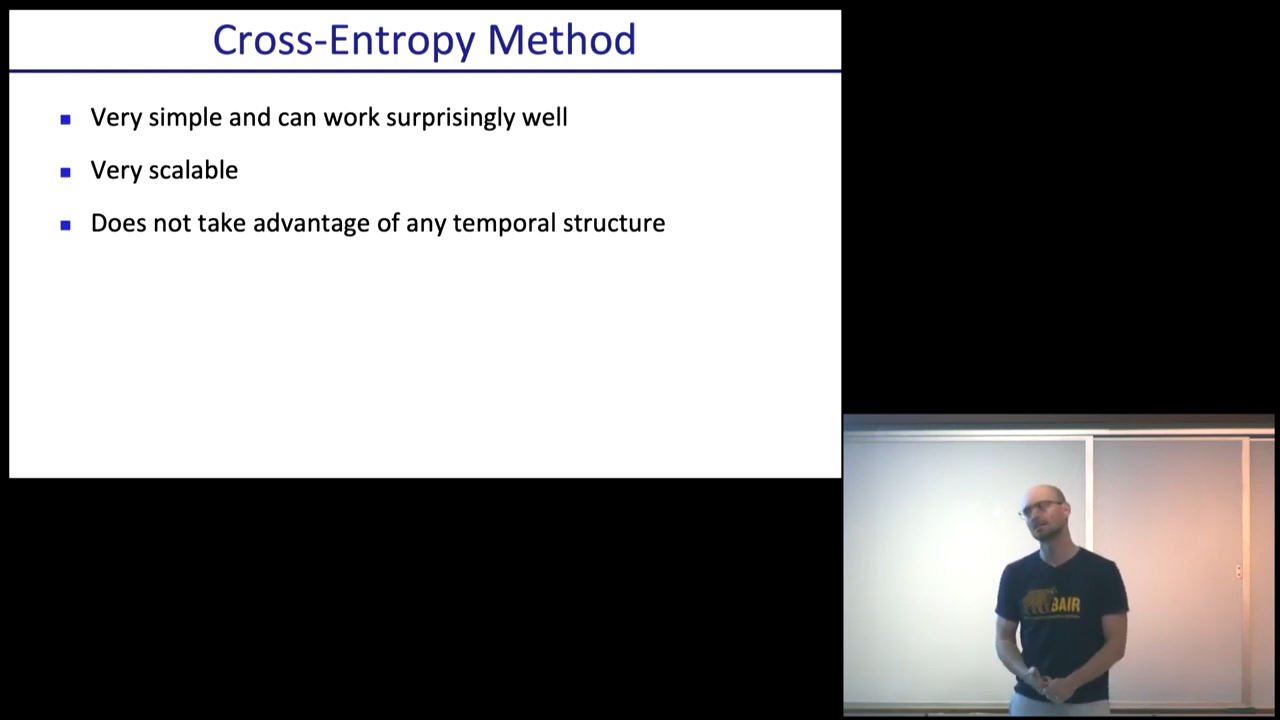 Cross-Entropy Method
Very simple and can work surprisingly well
Very scalable
Does not take advantage of any temporal structure
BAIR